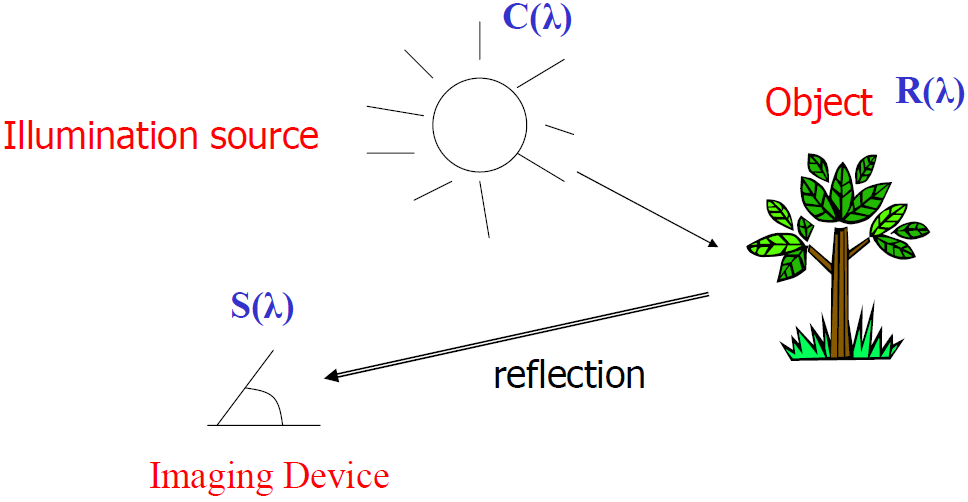 C(λ)
Object R(λ)
Illumination source
S(λ)
reflection
Imaging Device